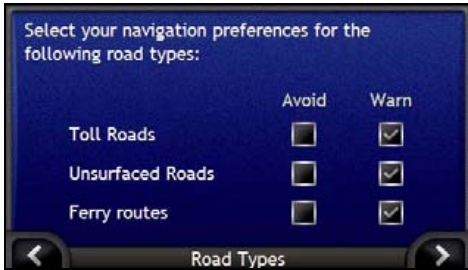 Select your navigation preferences for the
following road types:
Avoid Warn
Toll Roads
Unsurfaced Roads
Ferry routes
Road Types